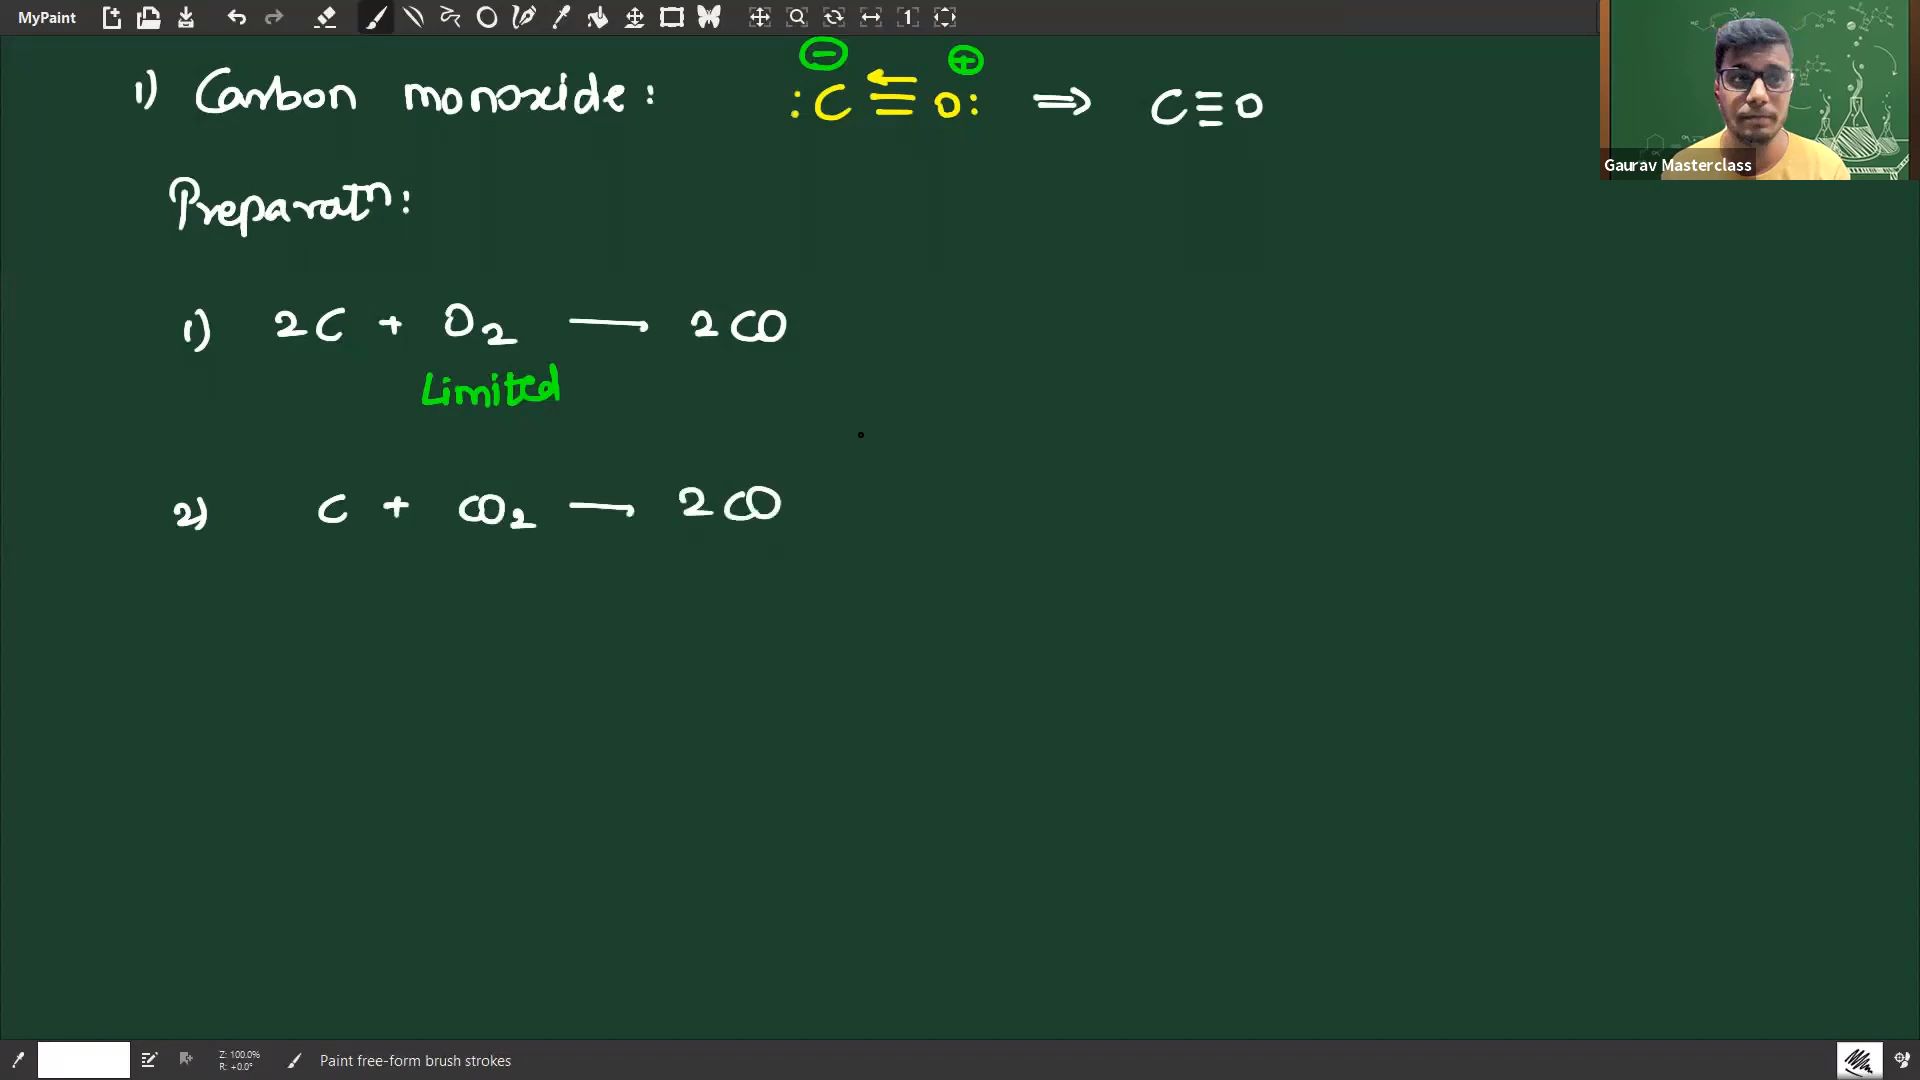 MyPaint
1) Carbon monoxide: :C≡O: ⇒ C≡O
⊖ ⊕
Gaurav Masterclass
Preparatⁿ:
1) 2C + O₂ → 2CO
Limited
2) C + CO₂ → 2CO
Z: 100.0%
R: +0.0°
Paint free-form brush strokes